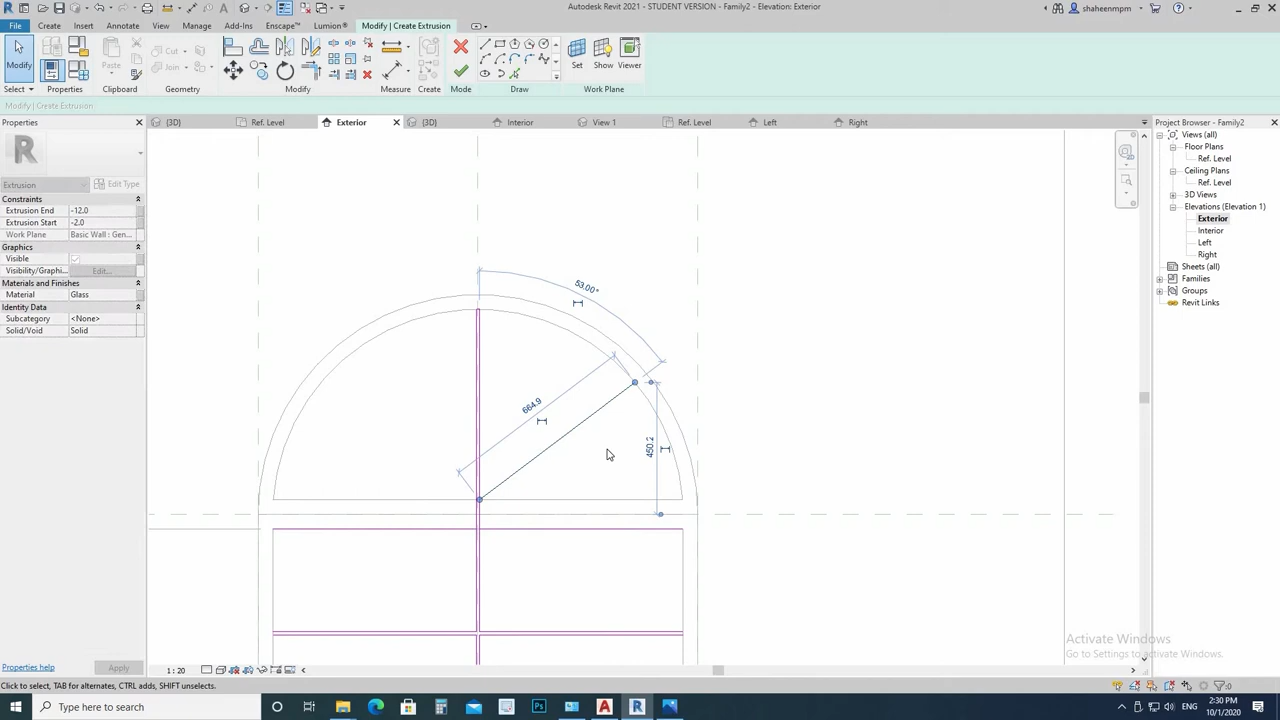 Autodesk Revit 2021 - STUDENT VERSION - Family2
shaheenmpm
File
Create
Insert
Annotate
View
Manage
Add-Ins
Enscape™
Lumion®
Modify | Create Extrusion
Modify
Paste
Cut
Join
Set
Show
Viewer
Select
Properties
Clipboard
Geometry
Modify
Measure
Create
Mode
Draw
Work Plane
Modify | Create Extrusion
Properties
{3D}
Ref. Level
Exterior
{3D}
Interior
View 1
Ref. Level
Left
Right
Project Browser - Family2
Extrusion
Edit Type
Constraints
Extrusion End -12.0
Extrusion Start -2.0
Work Plane Basic Wall : Gen...
Graphics
Visible
Visibility/Graphi... Edit...
Materials and Finishes
Material Glass
Identity Data
Subcategory <None>
Solid/Void Solid
Properties help
Apply
53.00°
664.9
450.2
Views (all)
Floor Plans
Ref. Level
Ceiling Plans
Ref. Level
3D Views
Elevations (Elevation 1)
Exterior
Interior
Left
Right
Sheets (all)
Families
Groups
Revit Links
Activate Windows
Go to Settings to activate Windows.
1 : 20
Click to select, TAB for alternates, CTRL adds, SHIFT unselects.
:0
Type here to search
ENG
2:30 PM
10/1/2020